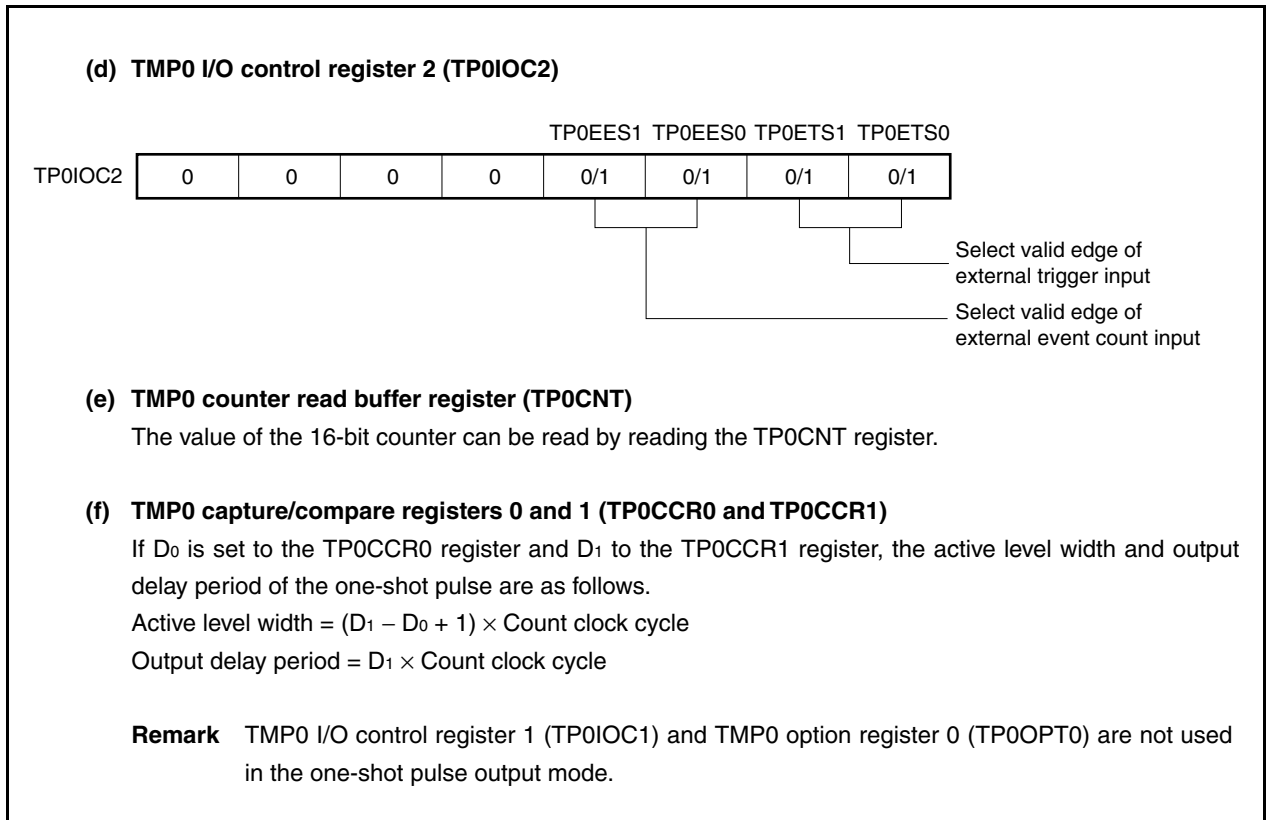 (d) TMP0 I/O control register 2 (TP0IOC2)
TP0EES1 TP0EES0 TP0ETS1 TP0ETS0
TP0IOC2 0 0 0 0 0/1 0/1 0/1 0/1
Select valid edge of
external trigger input
Select valid edge of
external event count input
(e) TMP0 counter read buffer register (TP0CNT)
The value of the 16-bit counter can be read by reading the TP0CNT register.
(f) TMP0 capture/compare registers 0 and 1 (TP0CCR0 and TP0CCR1)
If D0 is set to the TP0CCR0 register and D1 to the TP0CCR1 register, the active level width and output
delay period of the one-shot pulse are as follows.
Active level width = (D1 − D0 + 1) × Count clock cycle
Output delay period = D1 × Count clock cycle
Remark TMP0 I/O control register 1 (TP0IOC1) and TMP0 option register 0 (TP0OPT0) are not used
in the one-shot pulse output mode.